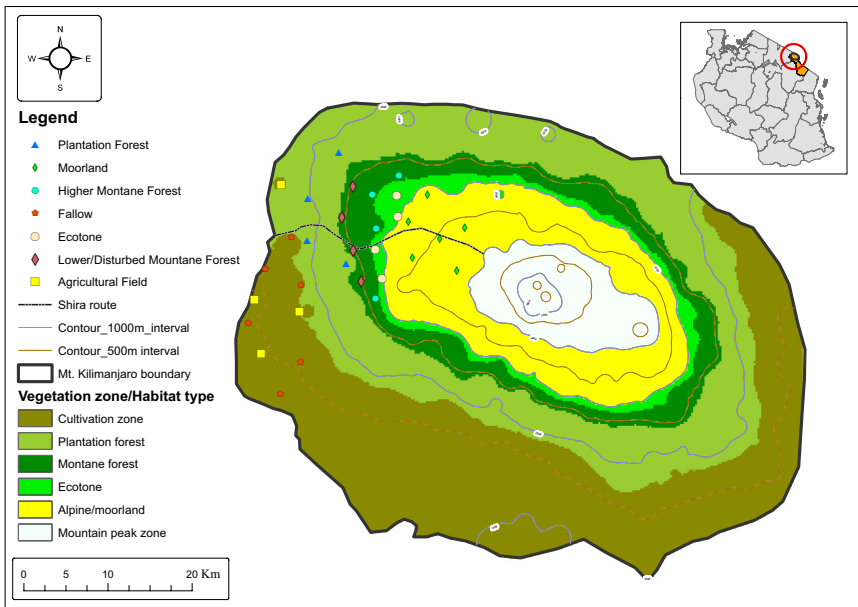 N
W E
S
Legend
Plantation Forest
Moorland
Higher Montane Forest
Fallow
Ecotone
Lower/Disturbed Mountane Forest
Agricultural Field
Shira route
Contour_1000m_interval
Contour_500m interval
Mt. Kilimanjaro boundary
Vegetation zone/Habitat type
Cultivation zone
Plantation forest
Montane forest
Ecotone
Alpine/moorland
Mountain peak zone
0 5 10 20 Km